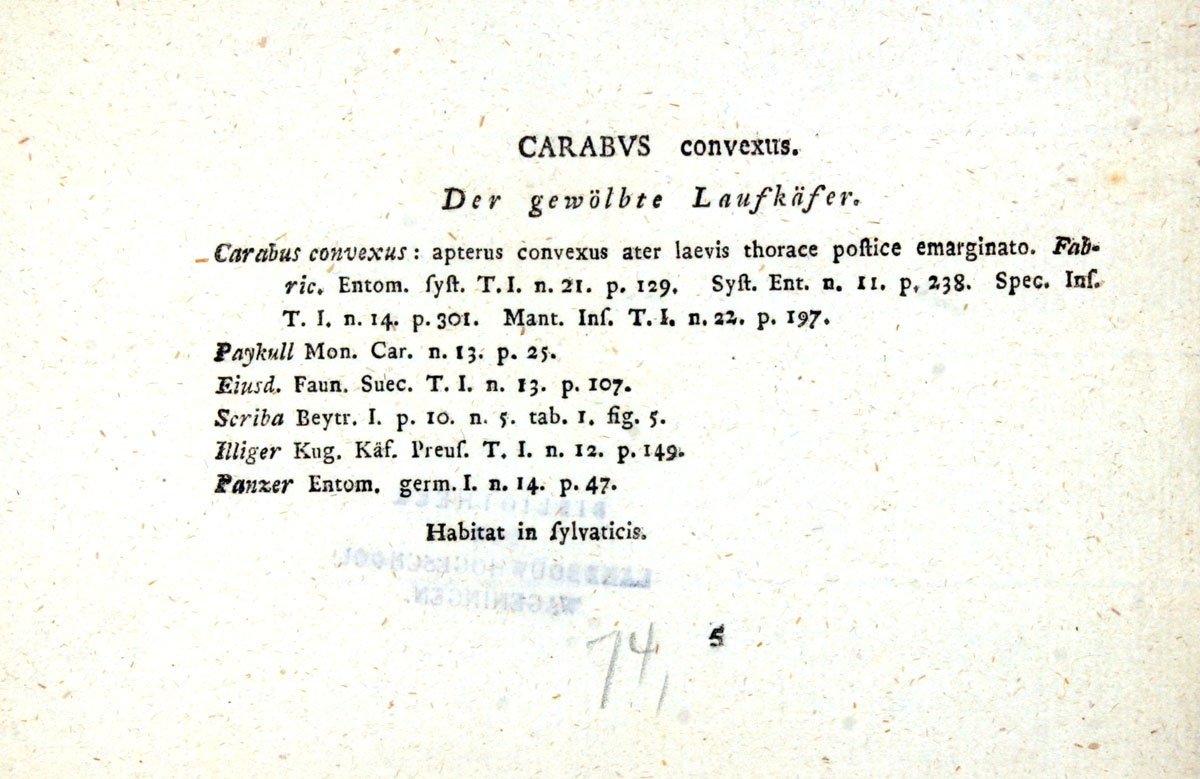 CARABVS convexus.
Der gewölbte Laufkäfer.
Carabus convexus: apterus convexus ater laevis thorace poſtice emarginato. Fab-
ric. Entom. ſyſt. T. I. n. 21. p. 129. Syſt. Ent. n. 11. p. 238. Spec. Inſ.
T. I. n. 14. p. 301. Mant. Inſ. T. I. n. 22. p. 197.
Paykull Mon. Car. n. 13. p. 25.
Eiusd. Faun. Suec. T. I. n. 13. p. 107.
Scriba Beytr. I. p. 10. n. 5. tab. 1. fig. 5.
Illiger Kug. Käf. Preuſ. T. I. n. 12. p. 149.
Panzer Entom. germ. I. n. 14. p. 47.
BIBLIOTHEEK
Habitat in ſylvaticis.
LANDBOUWHOGESCHOOL
WAGENINGEN.
5
74,